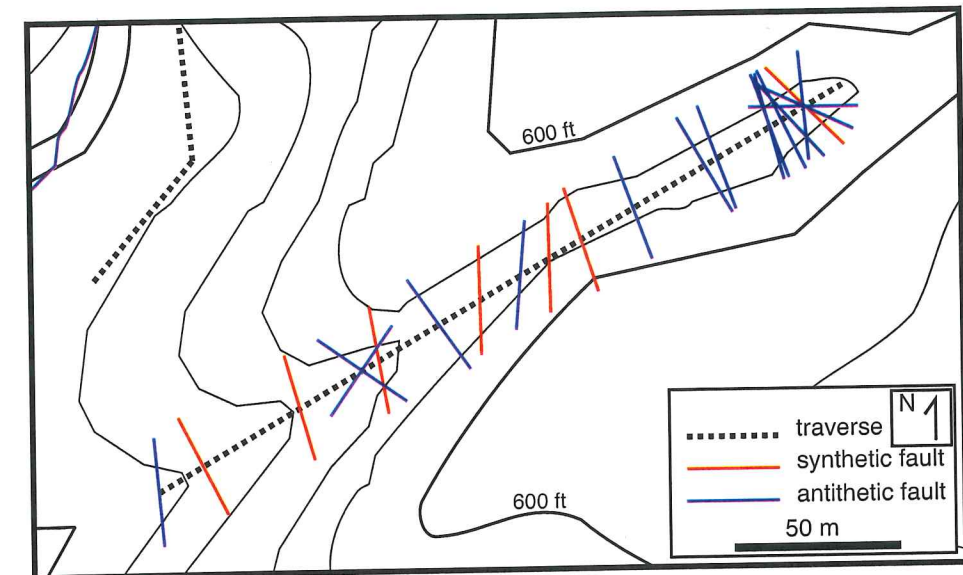 600 ft
600 ft
N
traverse
synthetic fault
antithetic fault
50 m